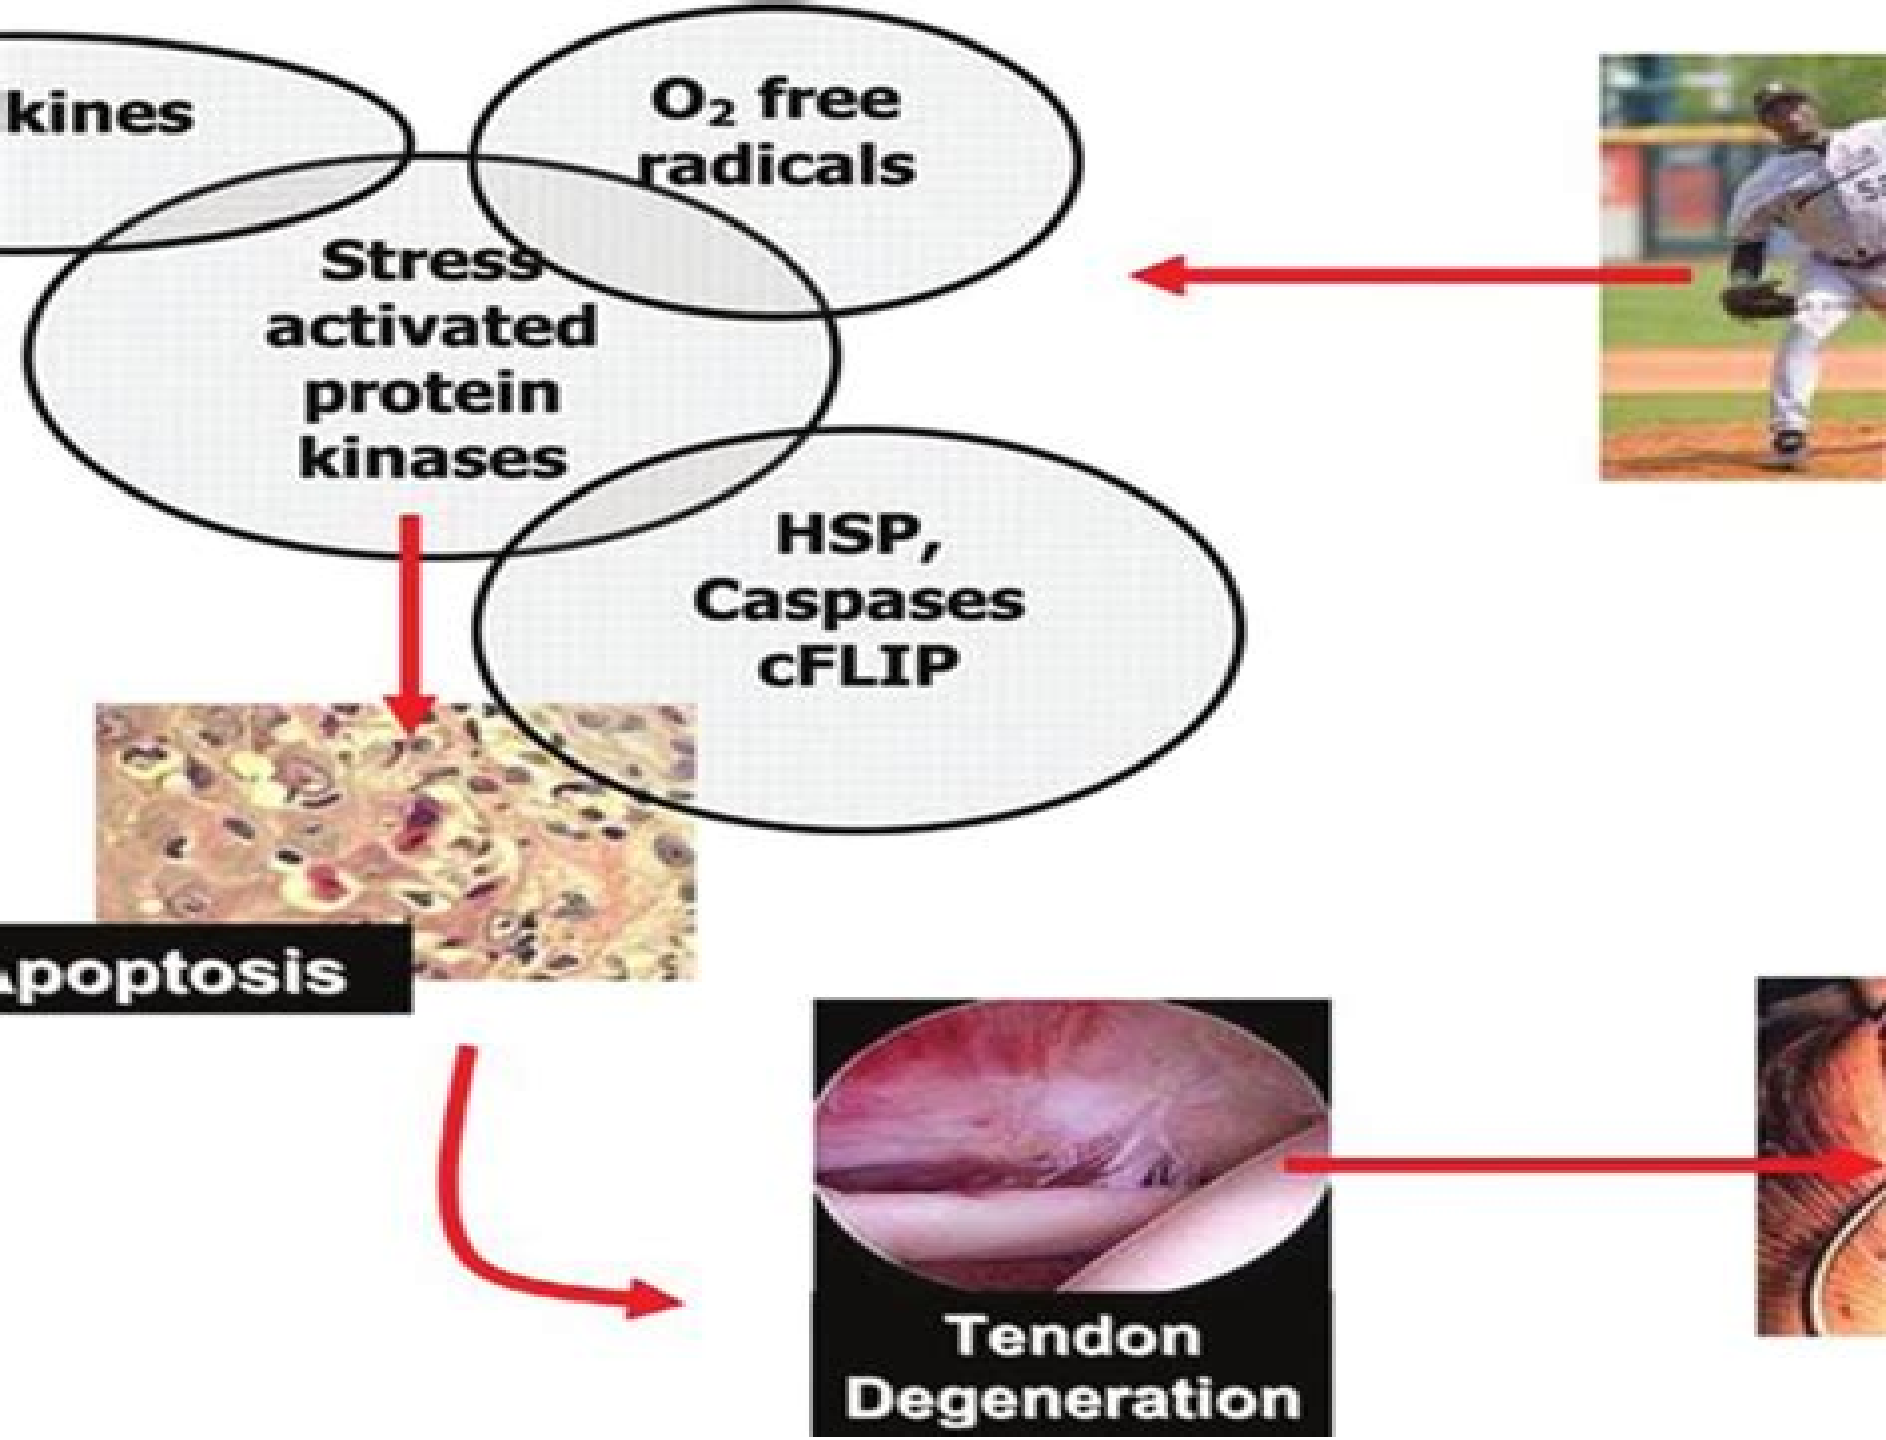 kines
O₂ free
radicals
Stress
activated
protein
kinases
HSP,
Caspases
cFLIP
Apoptosis
Tendon
Degeneration